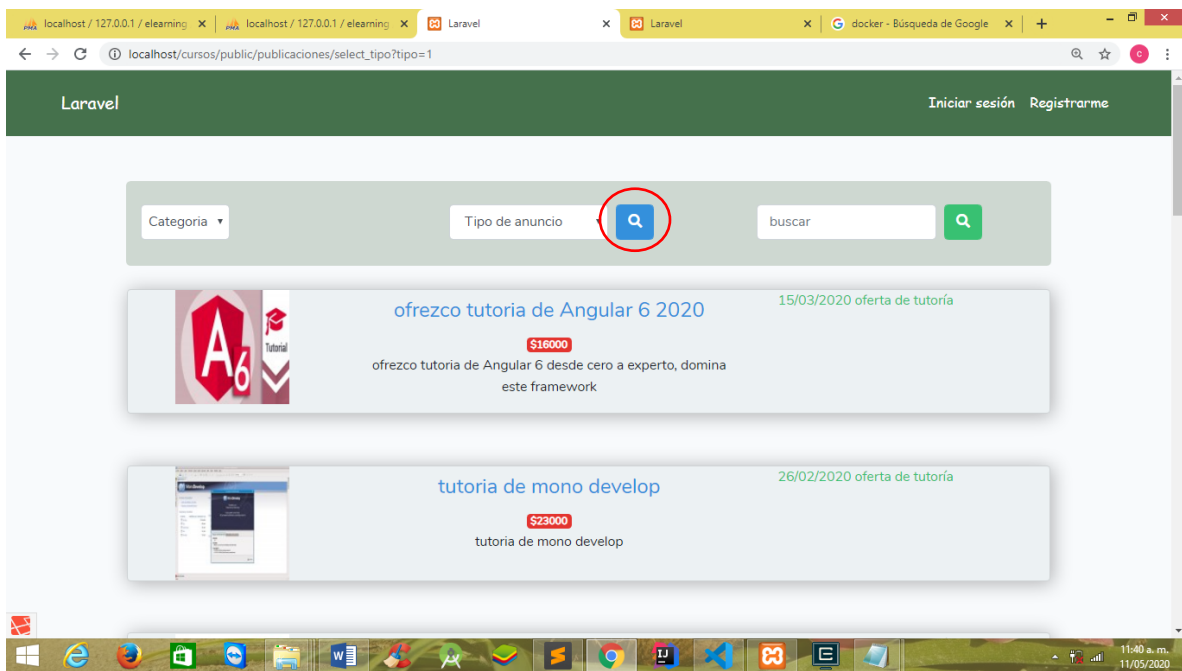 localhost / 127.0.0.1 / elearning
localhost / 127.0.0.1 / elearning
Laravel
Laravel
docker - Búsqueda de Google
localhost/cursos/public/publicaciones/select_tipo?tipo=1
c
Laravel
Iniciar sesión Registrarme
Categoria
Tipo de anuncio
buscar
A6
Tutorial
ofrezco tutoria de Angular 6 2020
$16000
ofrezco tutoria de Angular 6 desde cero a experto, domina
este framework
15/03/2020 oferta de tutoría
tutoria de mono develop
$23000
tutoria de mono develop
26/02/2020 oferta de tutoría
11:40 a. m.
11/05/2020